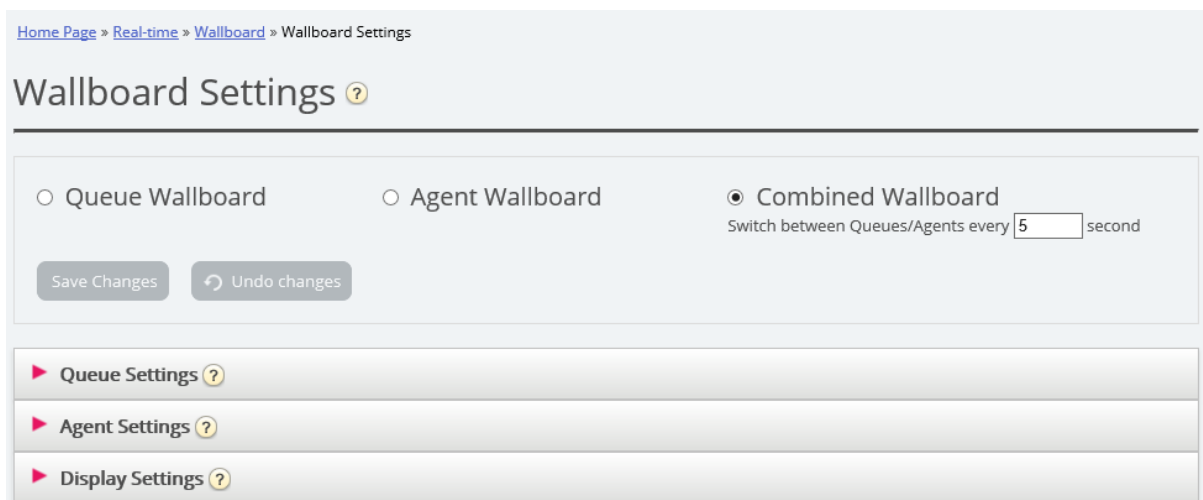 Home Page » Real-time » Wallboard » Wallboard Settings
Wallboard Settings ?
Queue Wallboard
Agent Wallboard
Combined Wallboard
Switch between Queues/Agents every 5 second
Save Changes
Undo changes
Queue Settings ?
Agent Settings ?
Display Settings ?